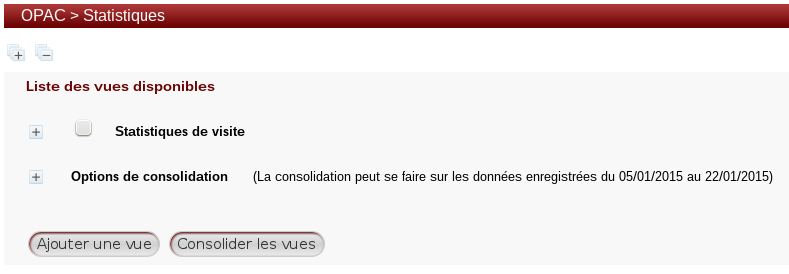 OPAC > Statistiques
Liste des vues disponibles
Statistiques de visite
Options de consolidation (La consolidation peut se faire sur les données enregistrées du 05/01/2015 au 22/01/2015)
Ajouter une vue Consolider les vues